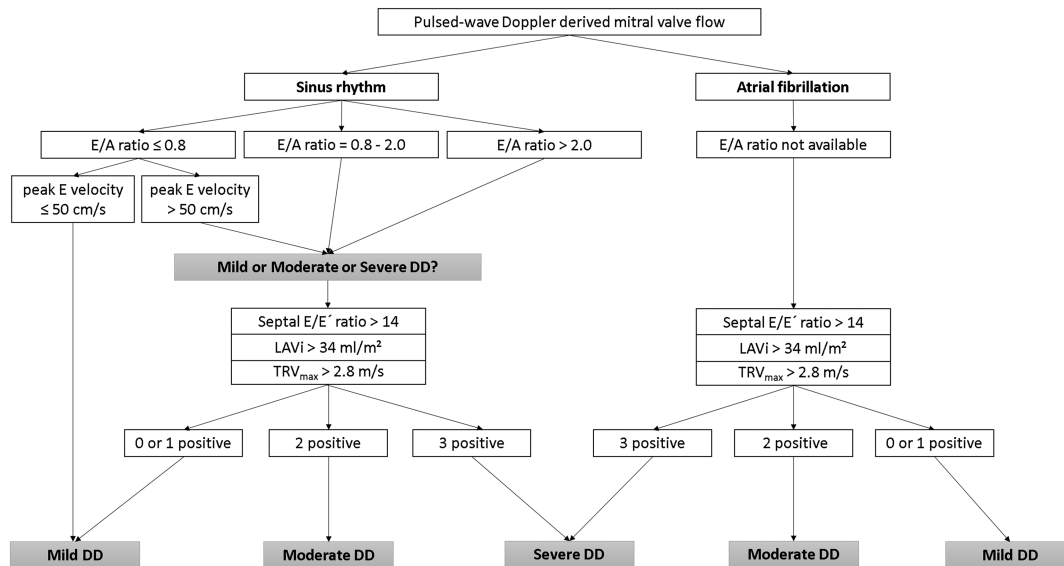 Pulsed-wave Doppler derived mitral valve flow
Sinus rhythm
Atrial fibrillation
E/A ratio ≤ 0.8
E/A ratio = 0.8 - 2.0
E/A ratio > 2.0
E/A ratio not available
peak E velocity
≤ 50 cm/s
peak E velocity
> 50 cm/s
Mild or Moderate or Severe DD?
Septal E/E´ ratio > 14
LAVi > 34 ml/m²
TRVmax > 2.8 m/s
Septal E/E´ ratio > 14
LAVi > 34 ml/m²
TRVmax > 2.8 m/s
0 or 1 positive
2 positive
3 positive
3 positive
2 positive
0 or 1 positive
Mild DD
Moderate DD
Severe DD
Moderate DD
Mild DD